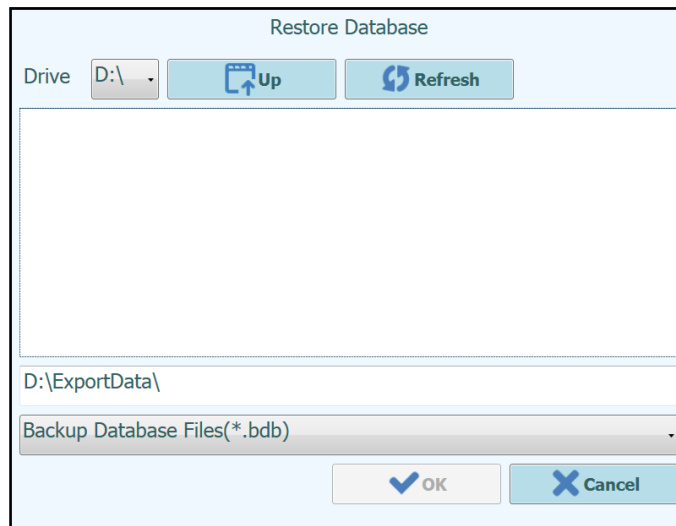 Restore Database
Drive D:\ Up Refresh
D:\ExportData\
Backup Database Files(*.bdb)
OK Cancel